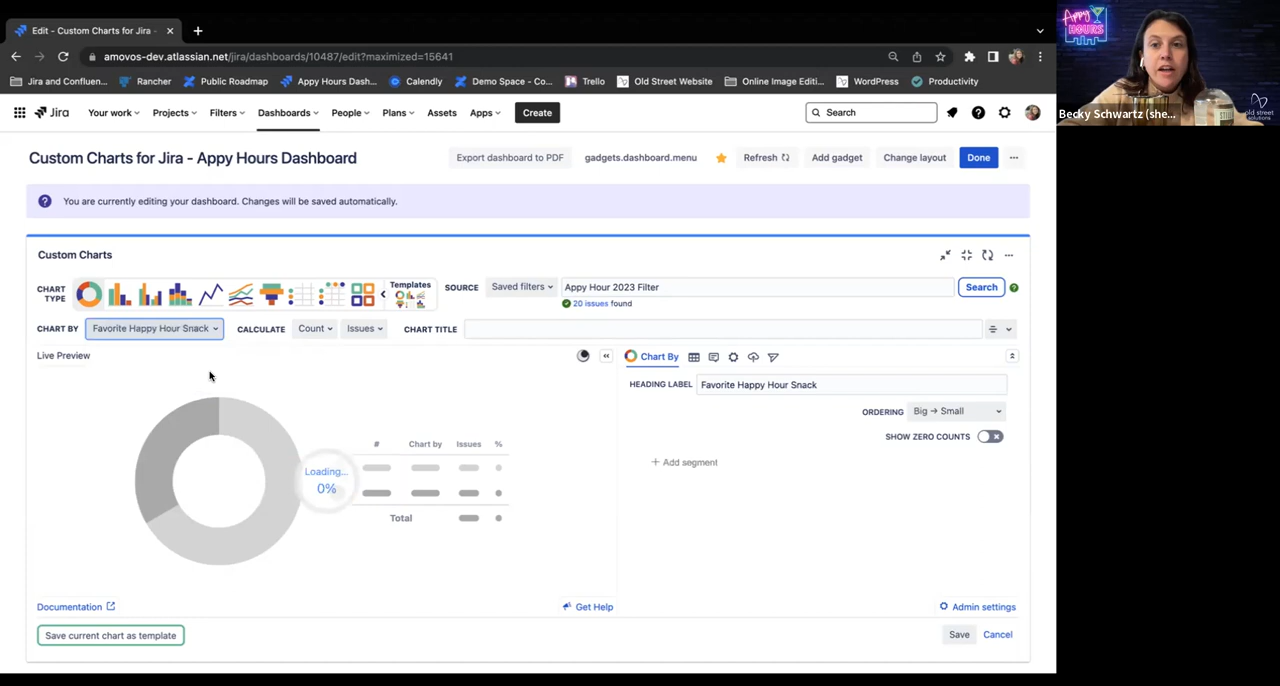 Edit - Custom Charts for Jira -
amovos-dev.atlassian.net/jira/dashboards/10487/edit?maximized=15641
Jira and Confluen... Rancher Public Roadmap Appy Hours Dash... Calendly Demo Space - Co... Trello Old Street Website Online Image Editi... WordPress Productivity
Jira Your work Projects Filters Dashboards People Plans Assets Apps Create Search
Custom Charts for Jira - Appy Hours Dashboard Export dashboard to PDF gadgets.dashboard.menu Refresh Add gadget Change layout Done
You are currently editing your dashboard. Changes will be saved automatically.
Custom Charts
CHART TYPE Templates SOURCE Saved filters Appy Hour 2023 Filter Search
20 issues found
CHART BY Favorite Happy Hour Snack CALCULATE Count Issues CHART TITLE
Live Preview Chart By
HEADING LABEL Favorite Happy Hour Snack
ORDERING Big → Small
SHOW ZERO COUNTS
# Chart by Issues %
+ Add segment
Loading...
0%
Total
Documentation Get Help Admin settings
Save current chart as template Save Cancel
Appy
HOURS
Becky Schwartz (she...
old street
solutions